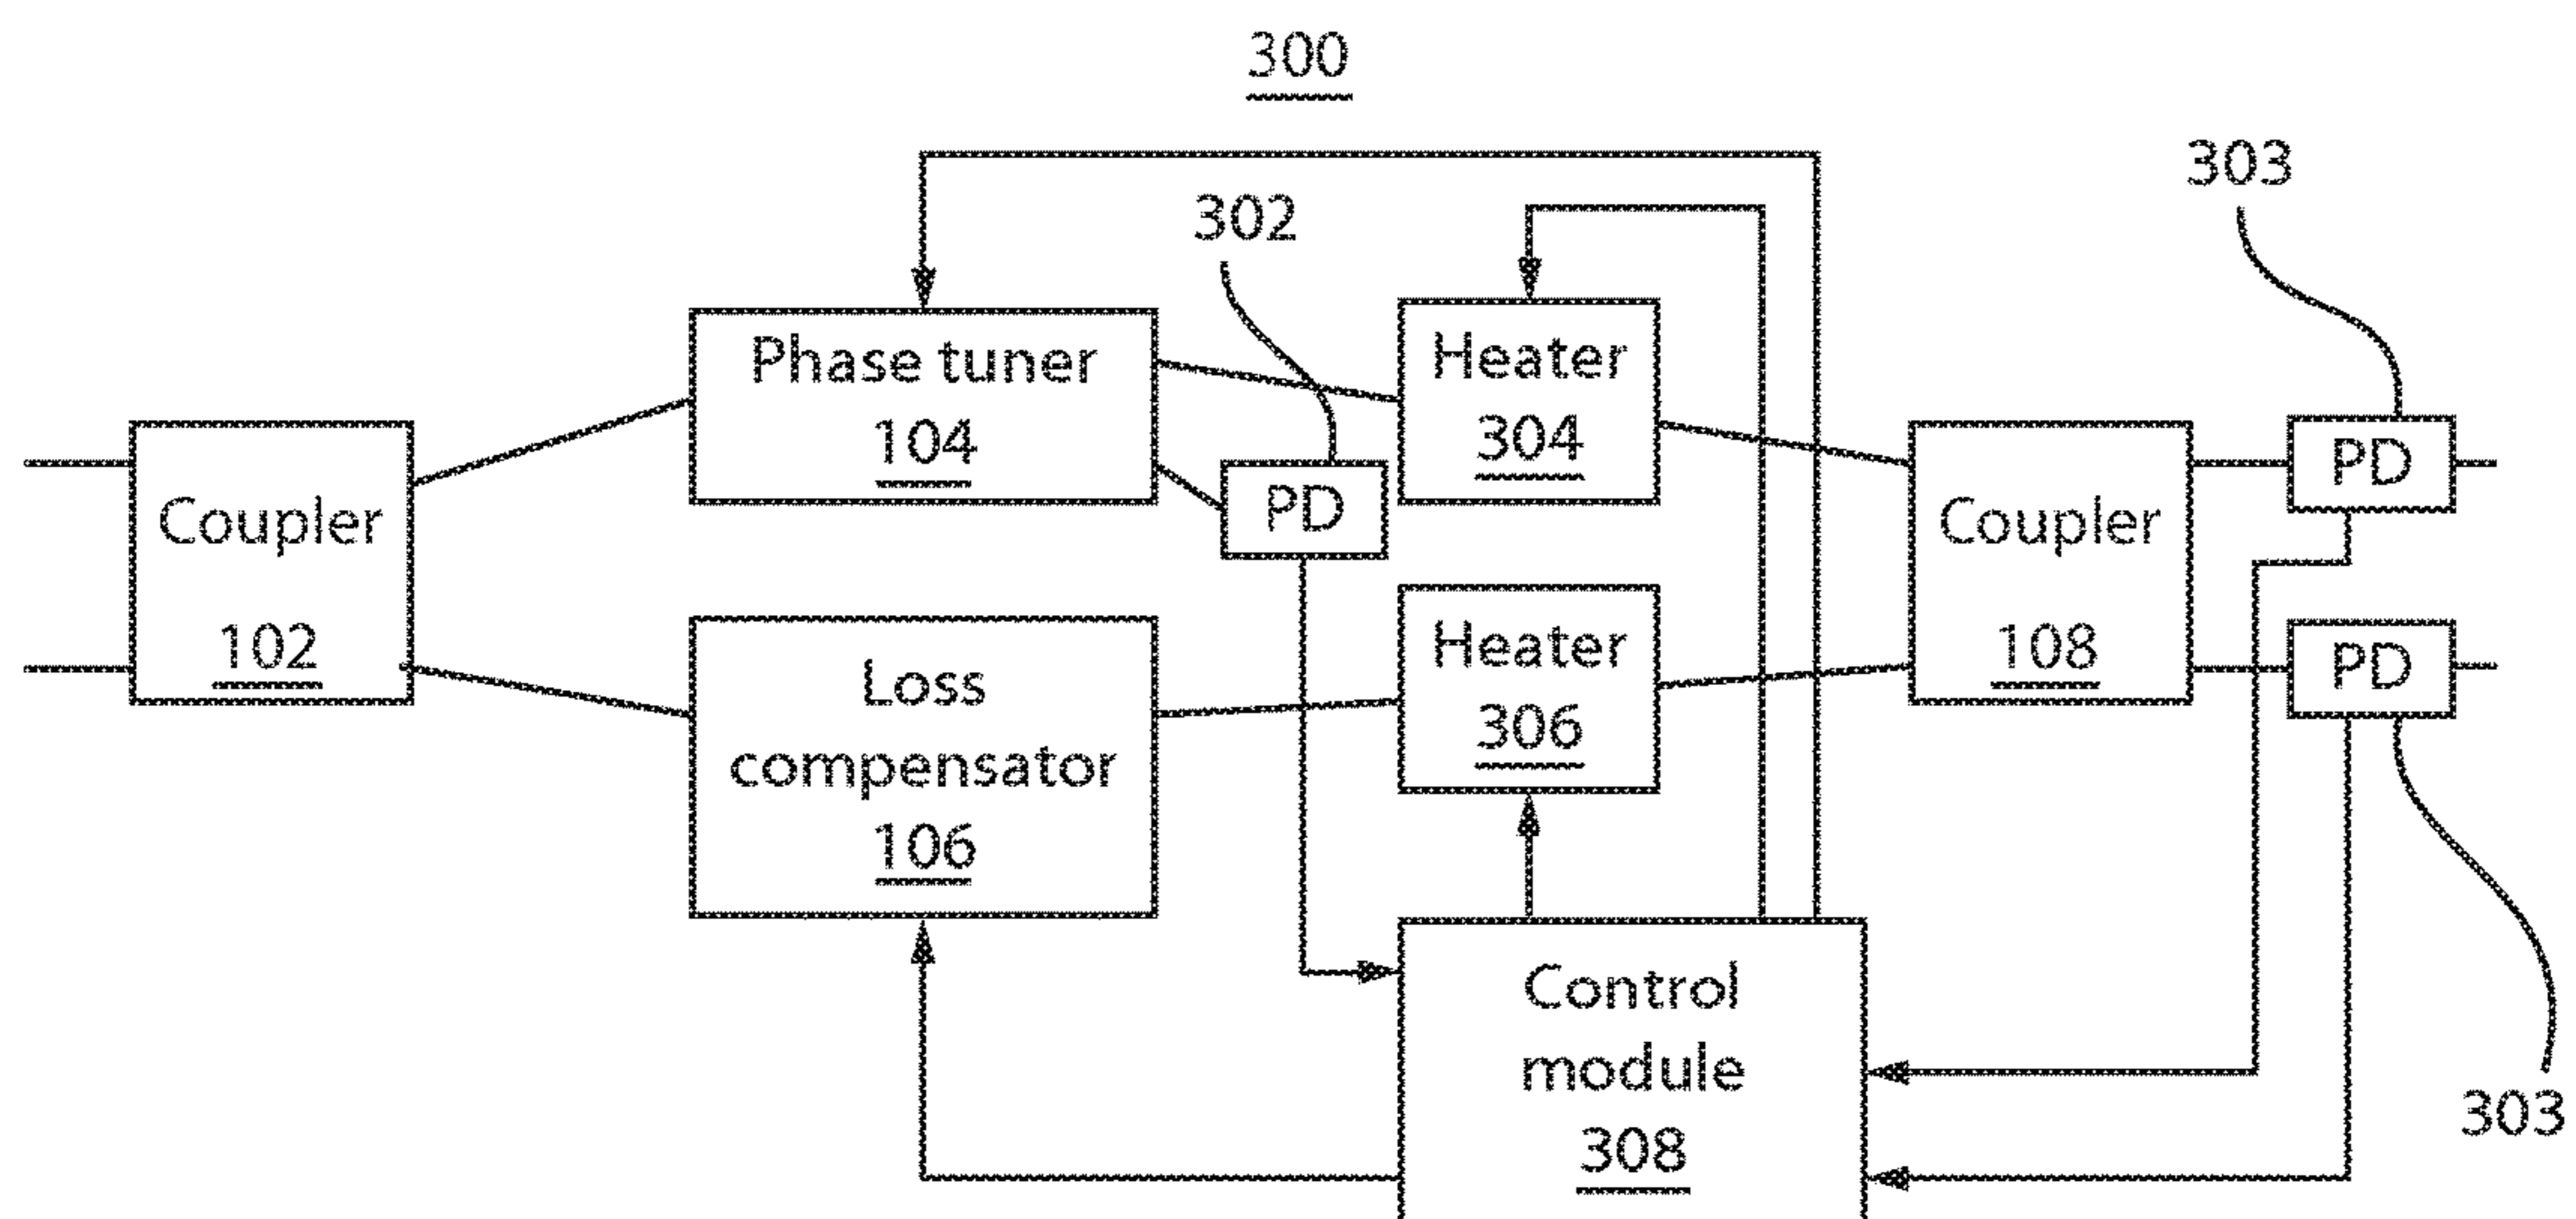 300
303
302
Phase tuner
104
Heater
304
PD
PD
Coupler
102
Coupler
108
Loss
compensator
106
Heater
306
PD
Control
module
308
303